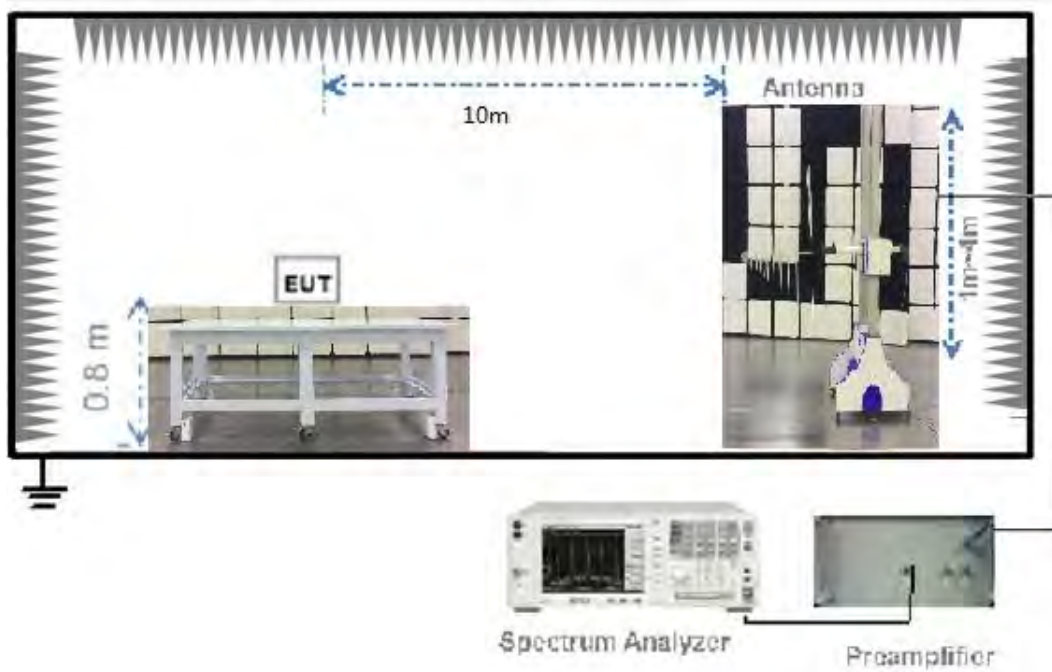 Antenna
10m
1m~4m
EUT
0.8 m
Spectrum Analyzer
Preamplifier